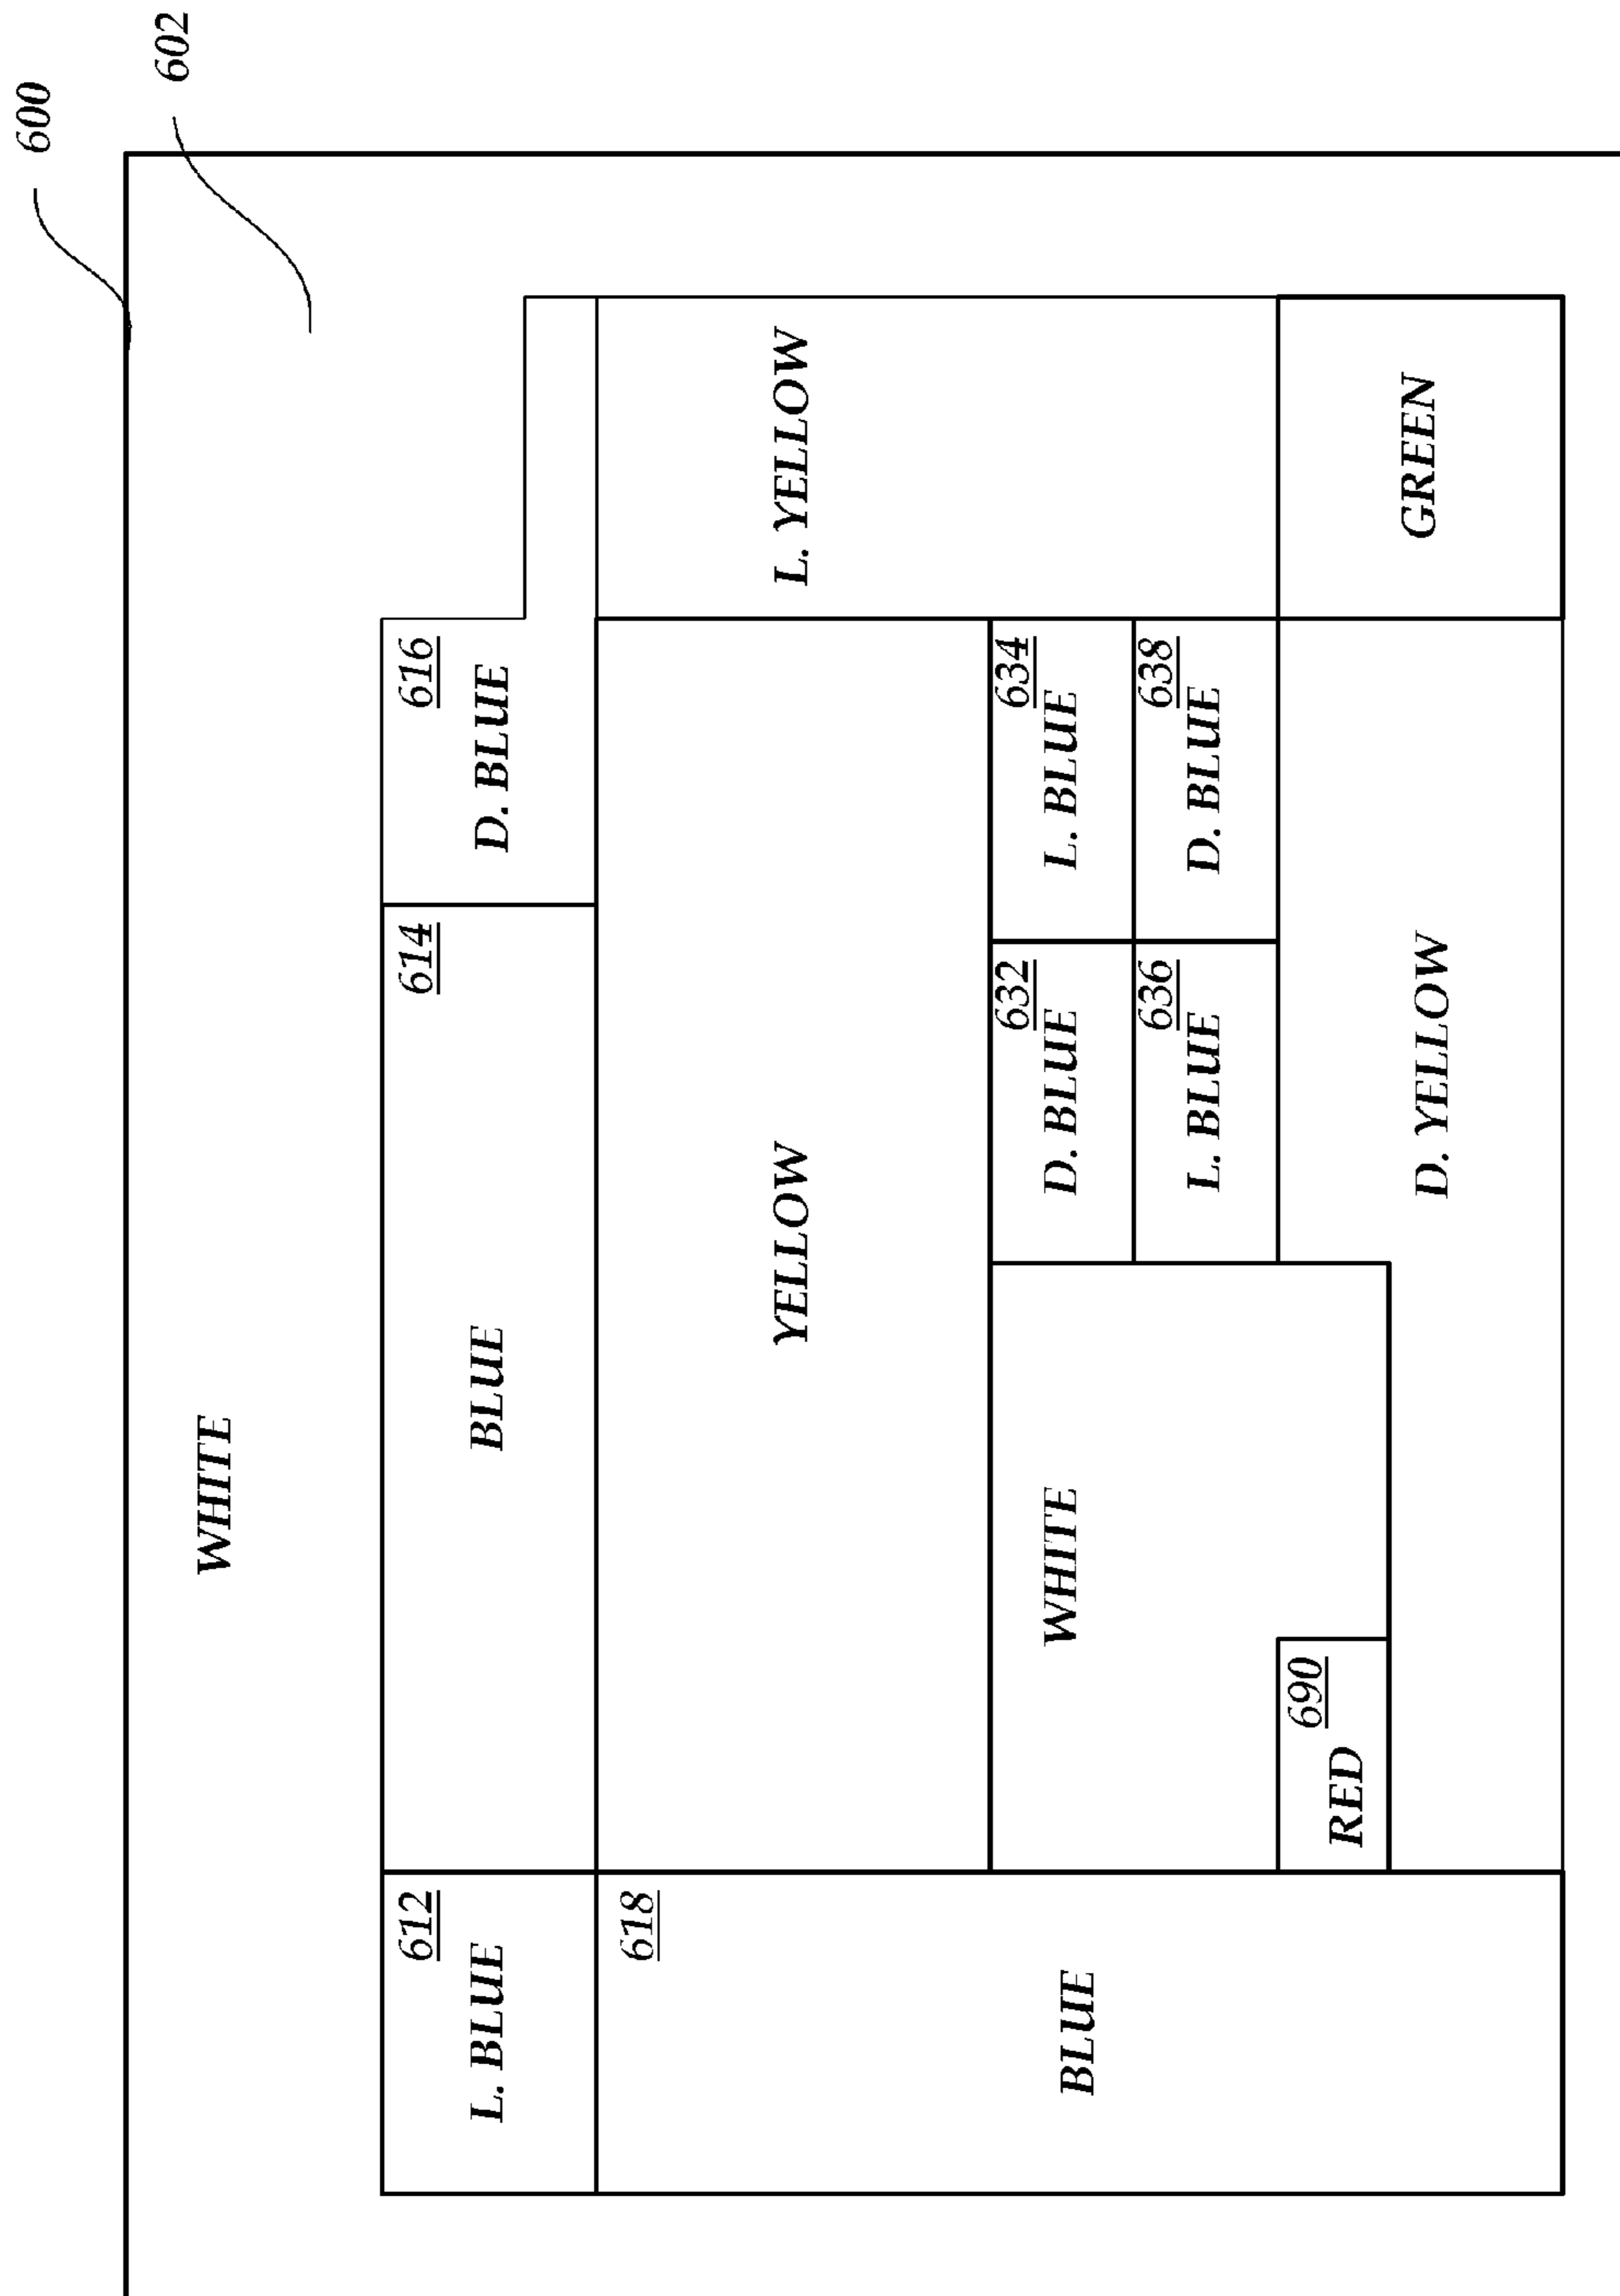 600
602
WHITE
612
614
616
L. BLUE
BLUE
D. BLUE
618
YELLOW
L. YELLOW
632
634
BLUE
WHITE
D. BLUE
L. BLUE
636
638
L. BLUE
D. BLUE
690
RED
D. YELLOW
GREEN